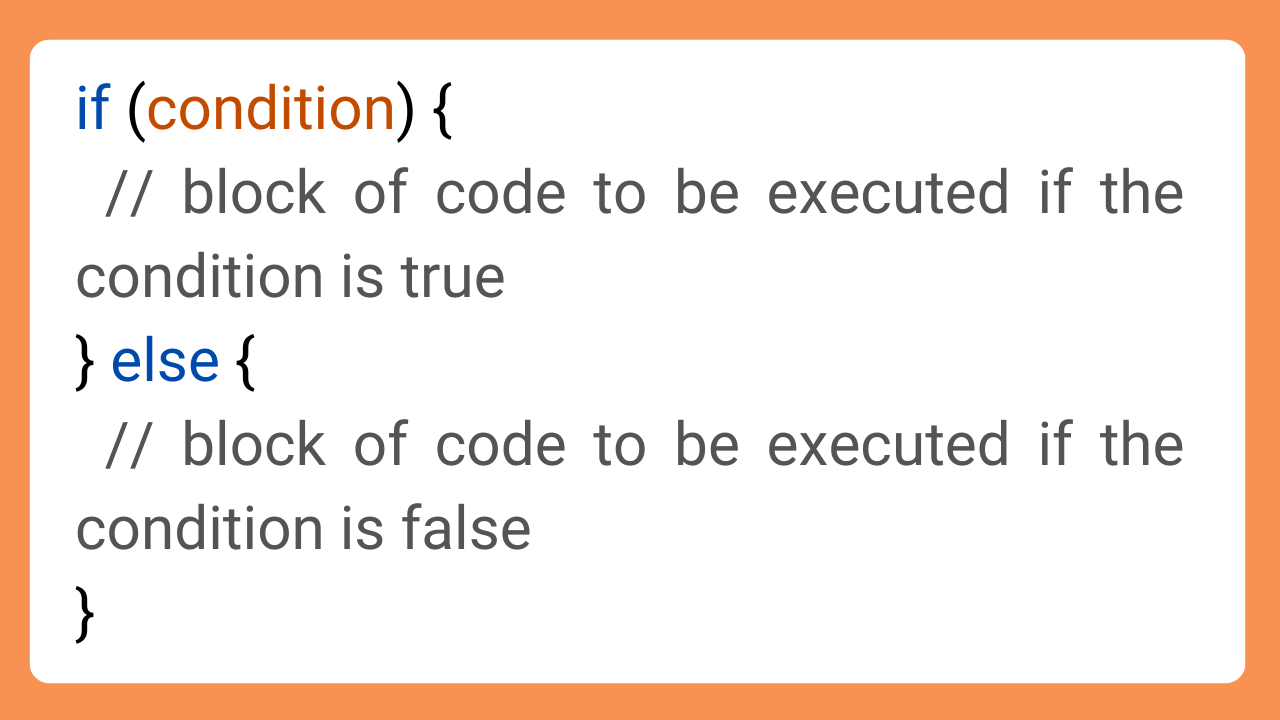 if (condition) {
// block of code to be executed if the
condition is true
} else {
// block of code to be executed if the
condition is false
}